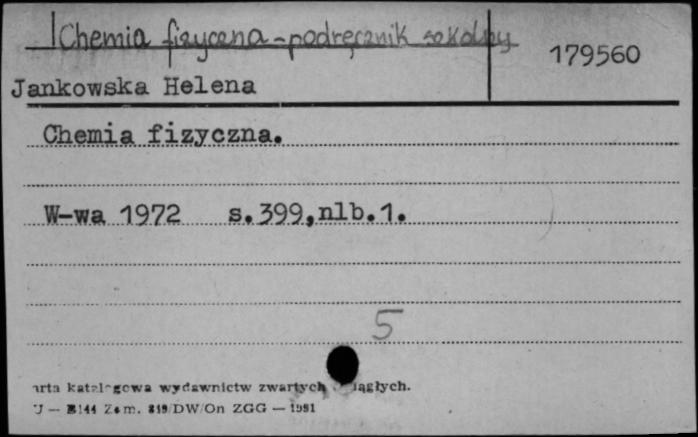 Chemia fizyczna - podręcznik szkolny
179560
Jankowska Helena
Chemia fizyczna.
W-wa 1972 s.399,nlb.1.
5
arta katalogowa wydawnictw zwartych ciągłych.
Zam. 819/DW/On ZGG — 1981